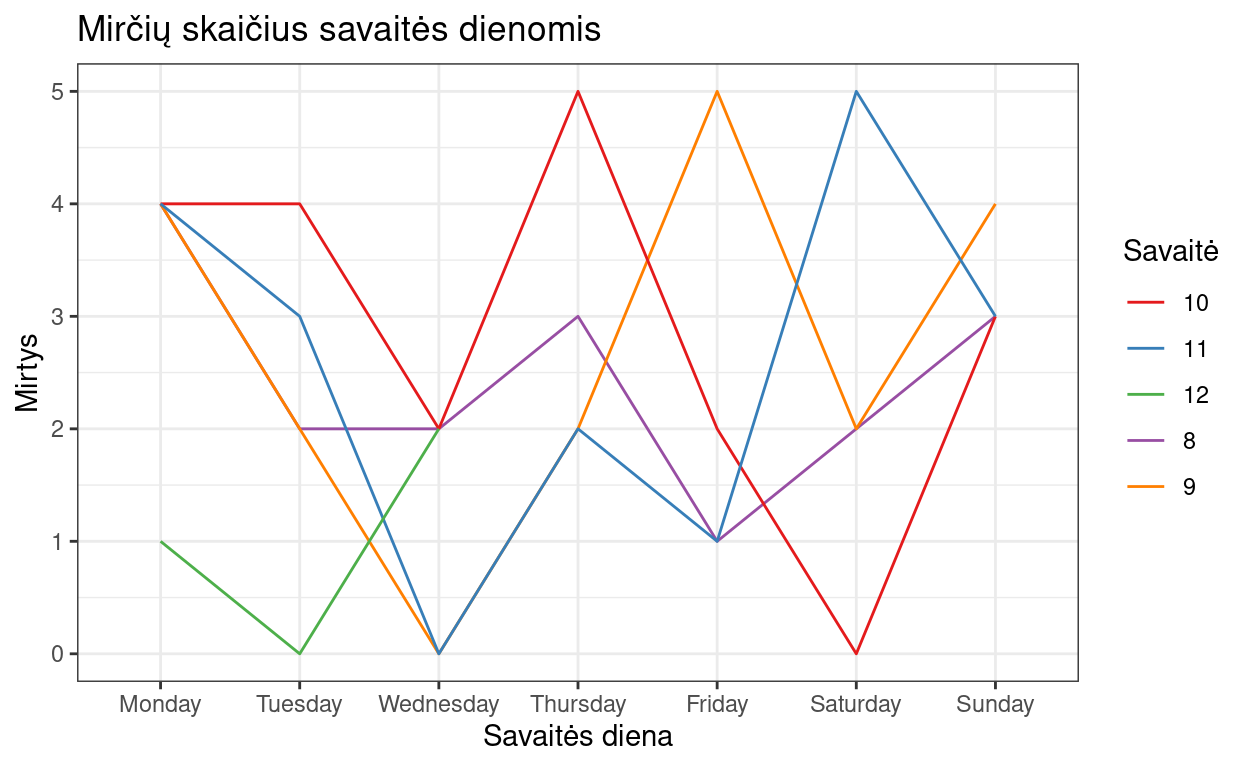 Mirčių skaičius savaitės dienomis
5
4
3
2
1
0
Mirtys
Monday Tuesday Wednesday Thursday Friday Saturday Sunday
Savaitės diena
Savaitė
10
11
12
8
9